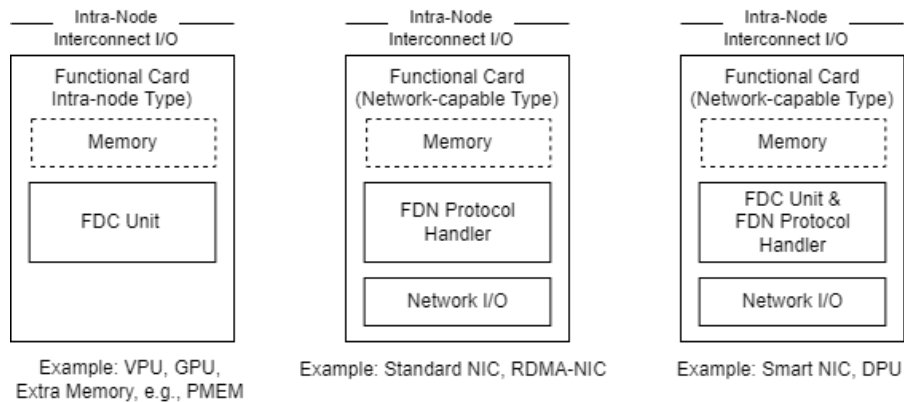 Intra-Node
Interconnect I/O
Functional Card
Intra-node Type)
Memory
FDC Unit
Example: VPU, GPU,
Extra Memory, e.g., PMEM
Intra-Node
Interconnect I/O
Functional Card
(Network-capable Type)
Memory
FDN Protocol
Handler
Network I/O
Example: Standard NIC, RDMA-NIC
Intra-Node
Interconnect I/O
Functional Card
(Network-capable Type)
Memory
FDC Unit &
FDN Protocol
Handler
Network I/O
Example: Smart NIC, DPU